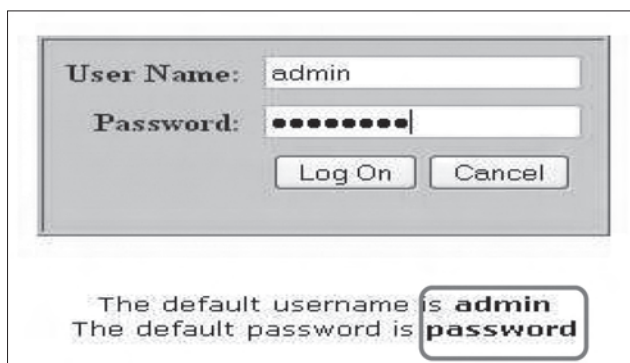 User Name: admin
Password: ●●●●●●●●
Log On Cancel
The default username is admin
The default password is password